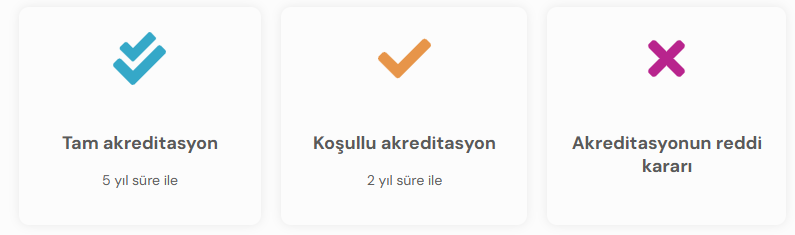 Tam akreditasyon
5 yıl süre ile
Koşullu akreditasyon
2 yıl süre ile
Akreditasyonun reddi
kararı